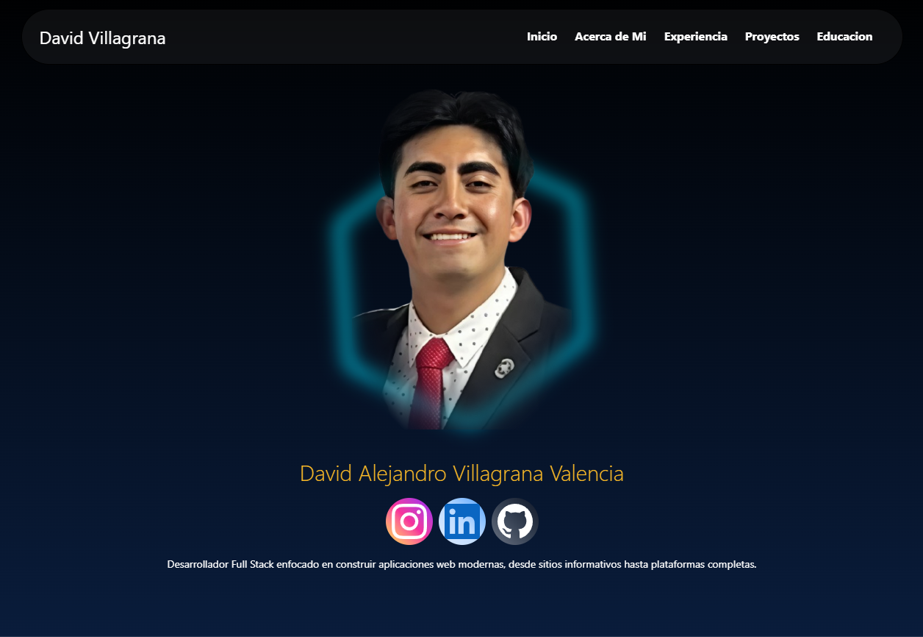 David Villagrana
Inicio Acerca de Mi Experiencia Proyectos Educacion
David Alejandro Villagrana Valencia
in
Desarrollador Full Stack enfocado en construir aplicaciones web modernas, desde sitios informativos hasta plataformas completas.